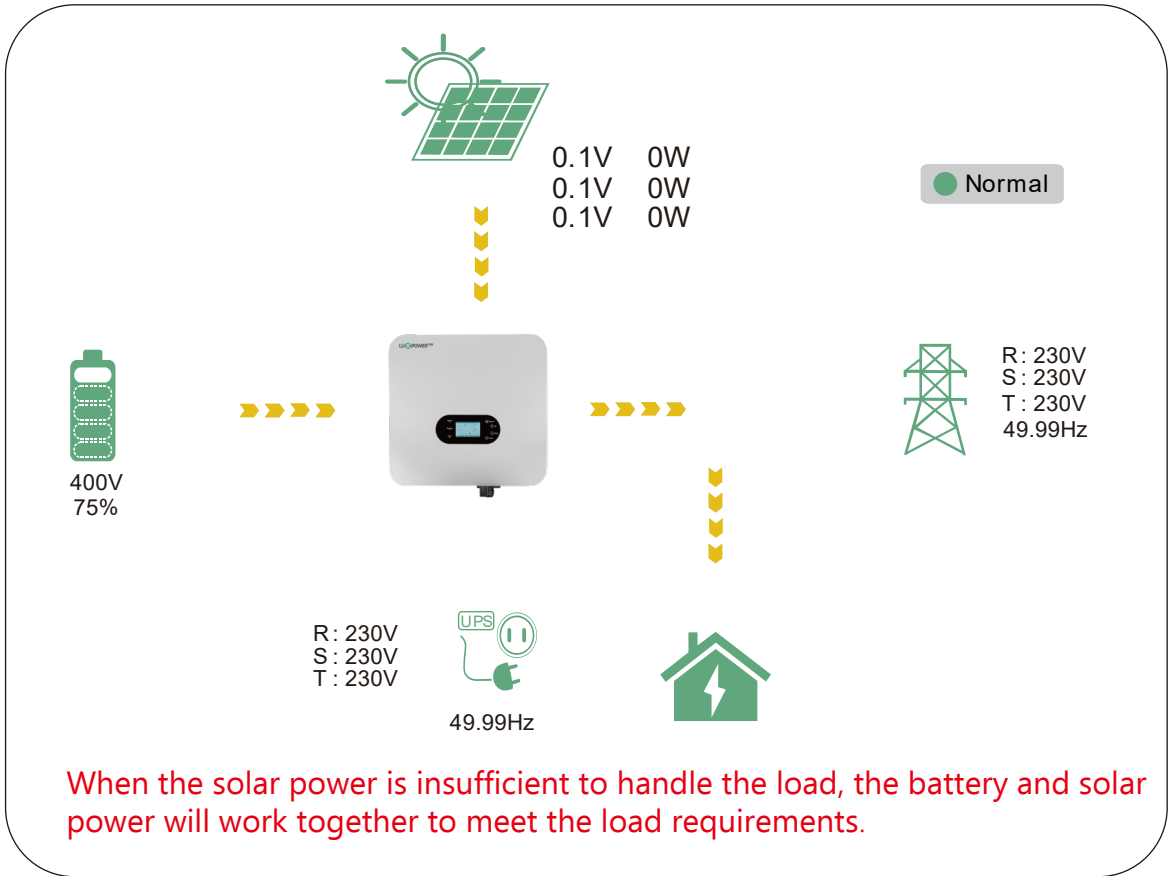 0.1V 0W
0.1V 0W
0.1V 0W
Normal
LUXPOWER™
R: 230V
S: 230V
T: 230V
49.99Hz
400V
75%
R: 230V
S: 230V
T: 230V
UPS
49.99Hz
When the solar power is insufficient to handle the load, the battery and solar
power will work together to meet the load requirements.